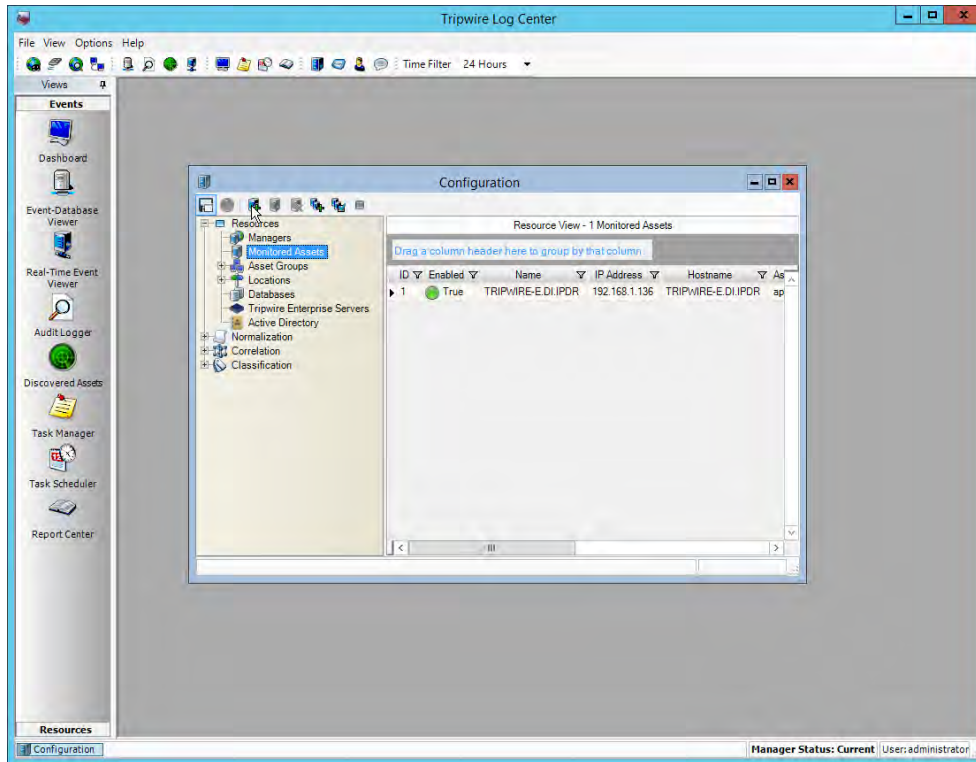 Tripwire Log Center
File View Options Help
Time Filter 24 Hours
Views
Events
Dashboard
Event-Database
Viewer
Real-Time Event
Viewer
Audit Logger
Discovered Assets
Task Manager
Task Scheduler
Report Center
Resources
Configuration
Resources
Managers
Monitored Assets
Asset Groups
Locations
Databases
Tripwire Enterprise Servers
Active Directory
Normalization
Correlation
Classification
Resource View - 1 Monitored Assets
Drag a column header here to group by that column
ID Enabled Name IP Address Hostname As
1 True TRIPWIRE-E.DI.IPDR 192.168.1.136 TRIPWIRE-E.DI.IPDR ap
Configuration Manager Status: Current User: administrator